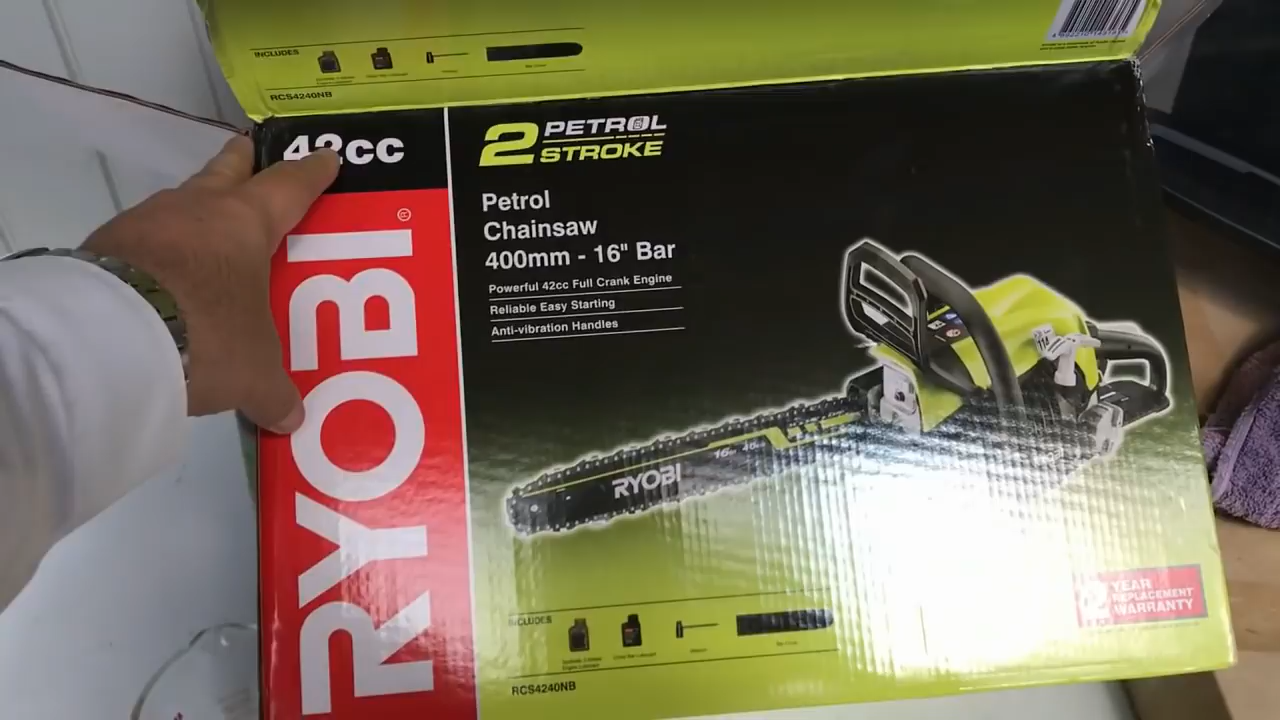 INCLUDES
RCS4240NB
42cc
RYOBI®
2 PETROL
STROKE
Petrol
Chainsaw
400mm - 16" Bar
Powerful 42cc Full Crank Engine
Reliable Easy Starting
Anti-vibration Handles
RYOBI
YEAR
REPLACEMENT
WARRANTY
INCLUDES
RCS4240NB